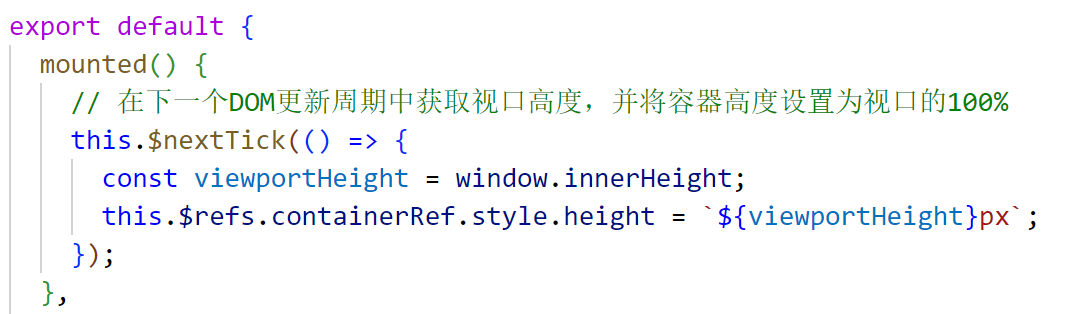 export default {
mounted() {
// 在下一个DOM更新周期中获取视口高度，并将容器高度设置为视口的100%
this.$nextTick(() => {
const viewportHeight = window.innerHeight;
this.$refs.containerRef.style.height = `${viewportHeight}px`;
});
},